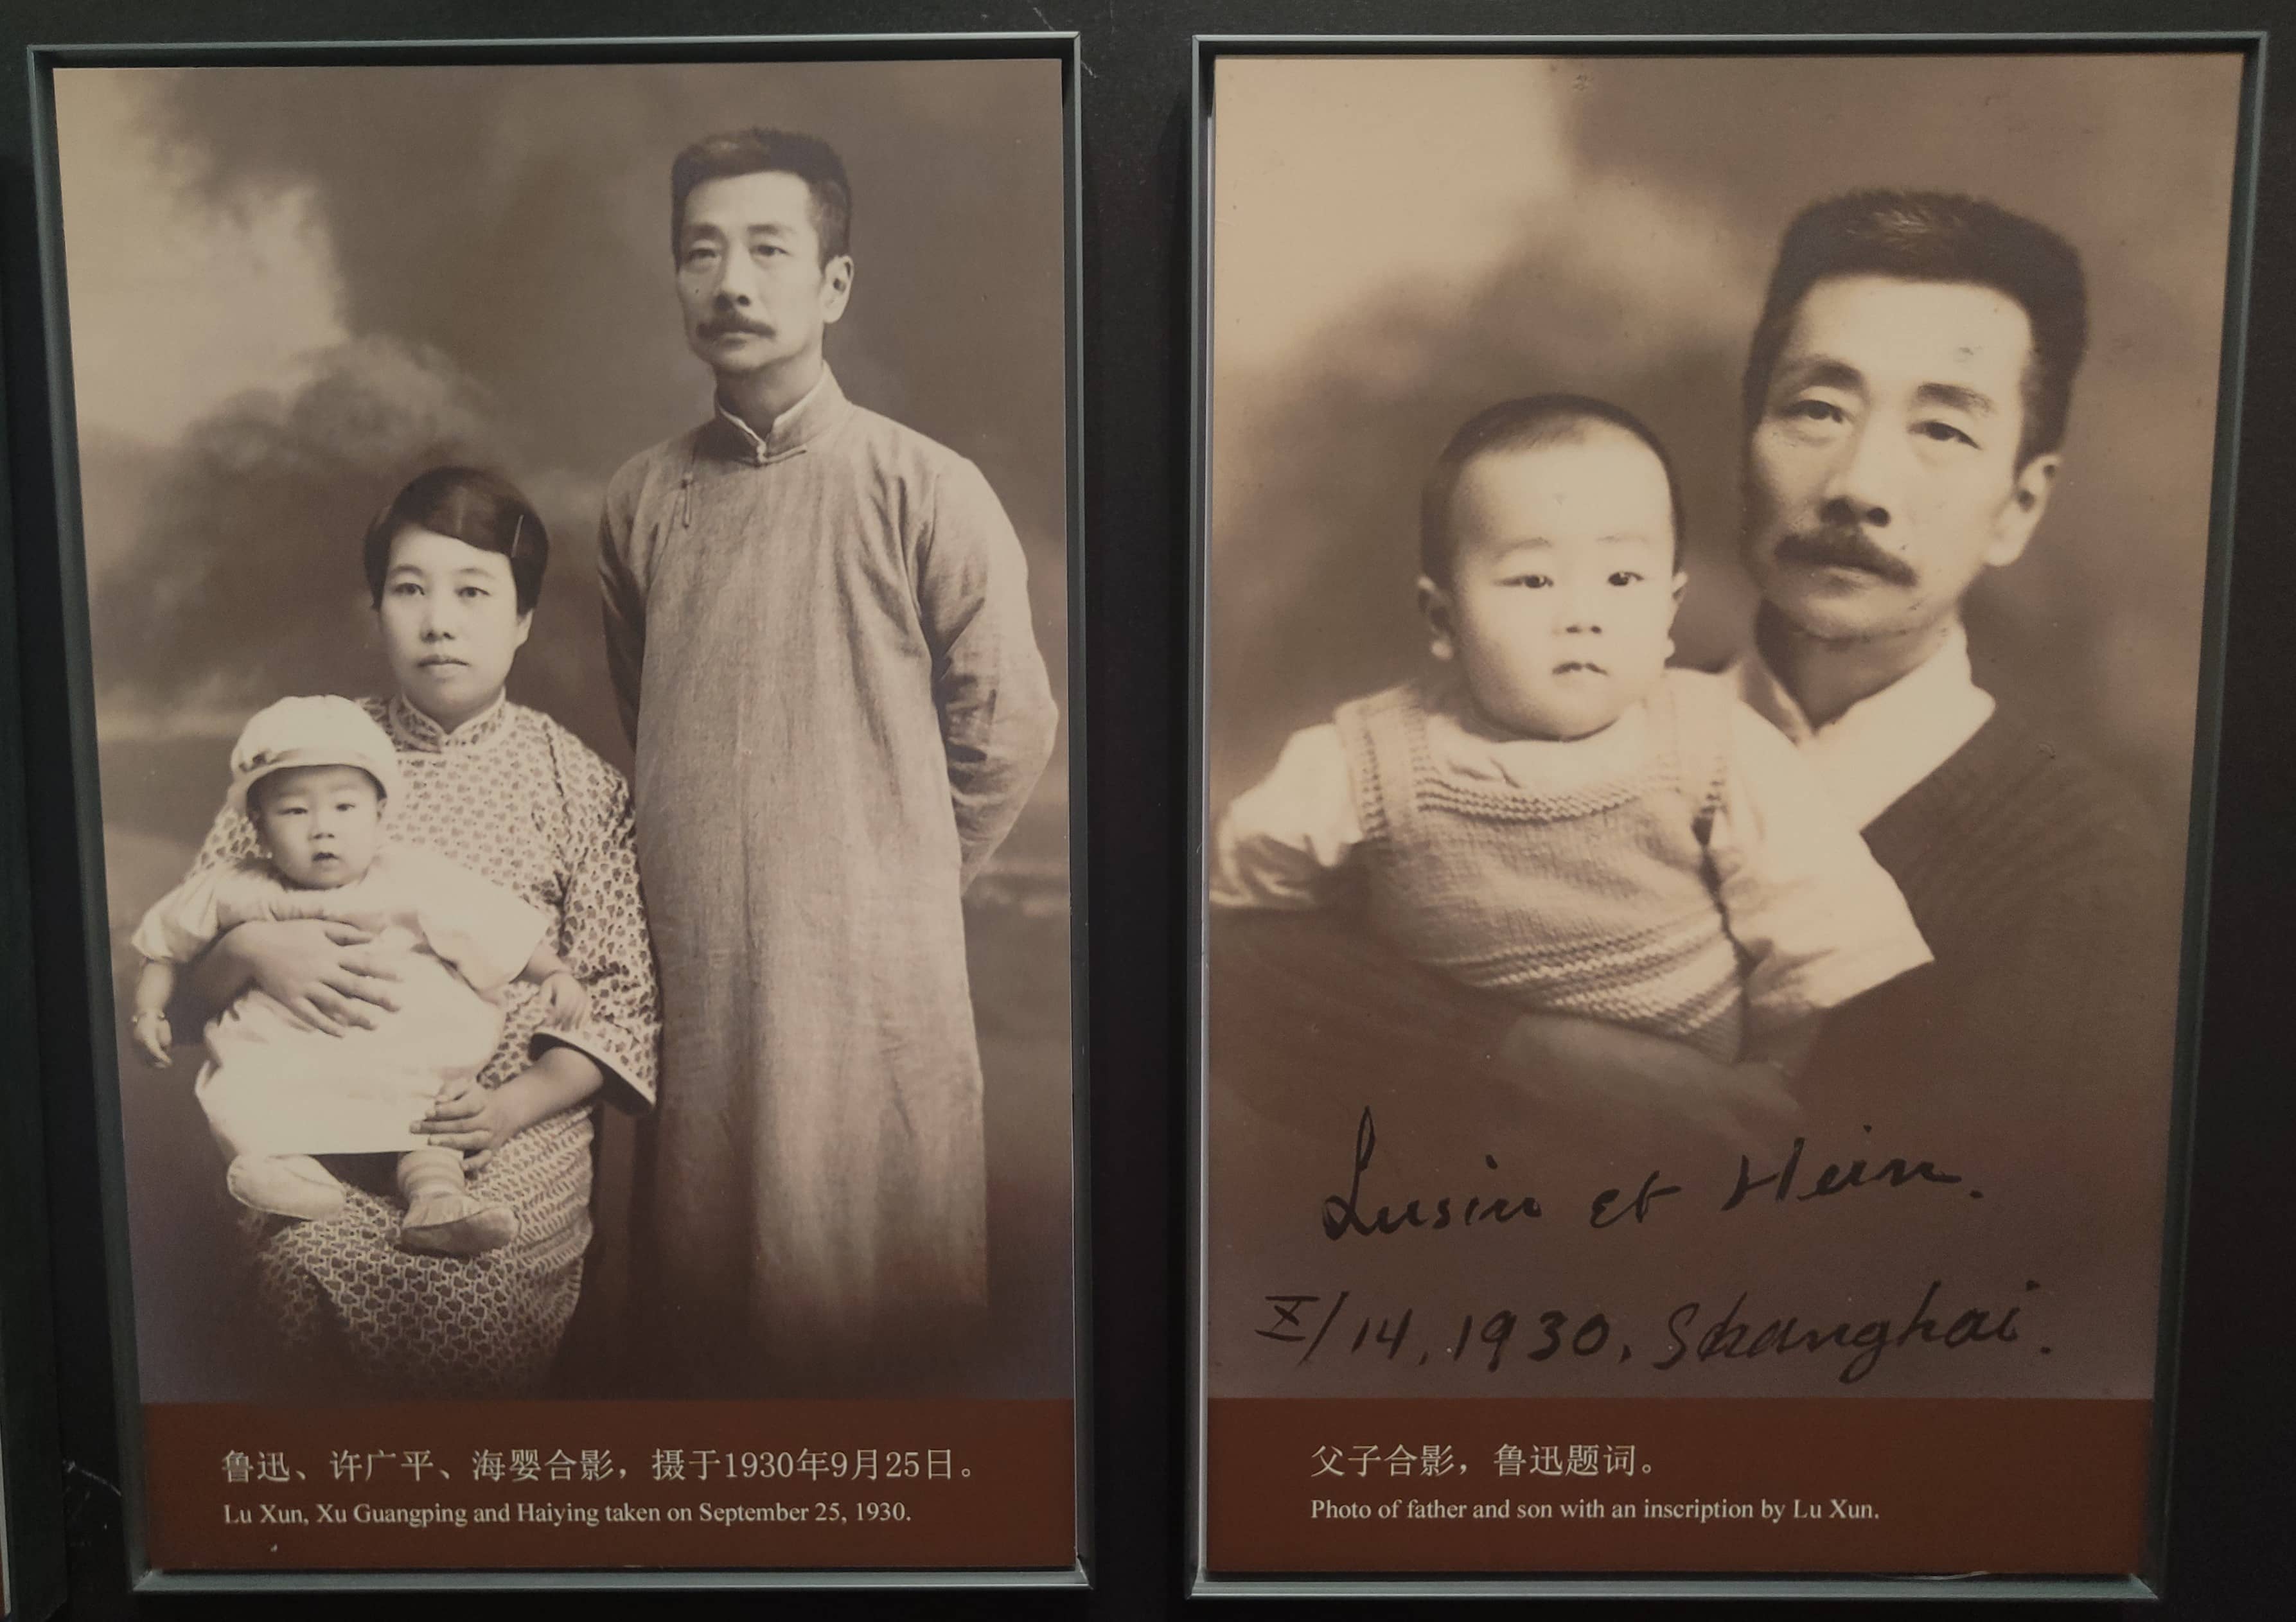 鲁迅、许广平、海婴合影，摄于1930年9月25日。
Lu Xun, Xu Guangping and Haiying taken on September 25, 1930.
Lusin et Hein.
X/14, 1930, Shanghai.
父子合影，鲁迅题词。
Photo of father and son with an inscription by Lu Xun.